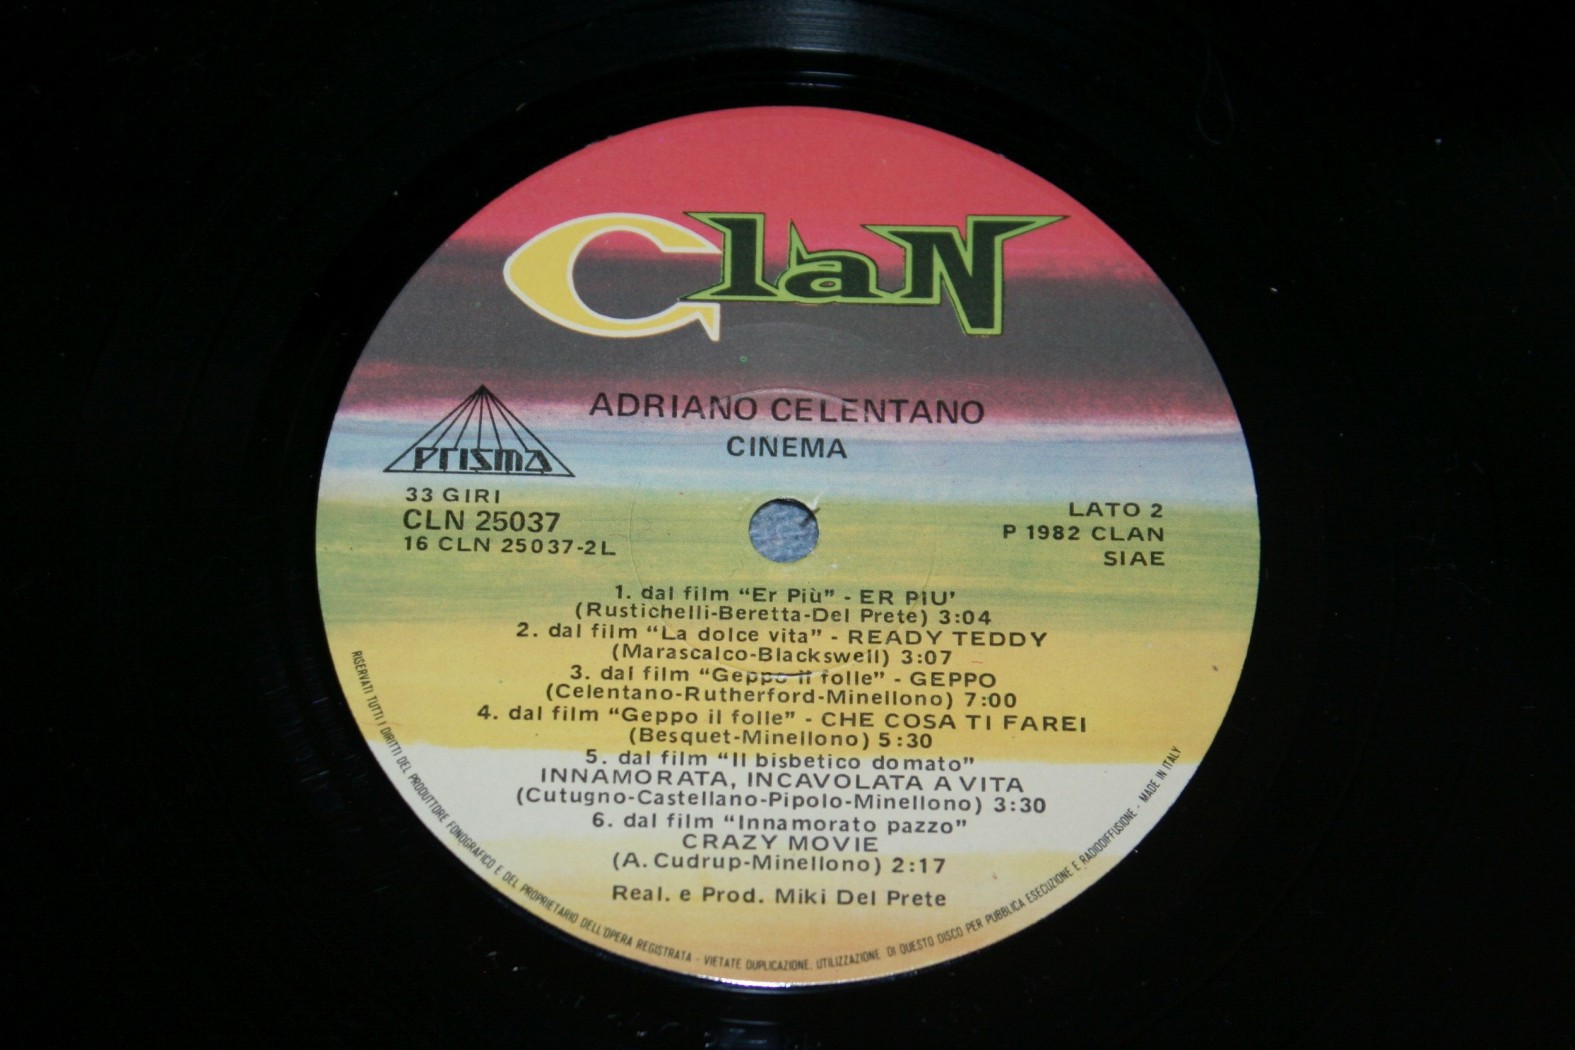 Clan
ADRIANO CELENTANO
CINEMA
prisma
33 GIRI
CLN 25037
16 CLN 25037-2L
LATO 2
P 1982 CLAN
SIAE
1. dal film “Er Più” - ER PIU’
(Rustichelli-Beretta-Del Prete) 3:04
2. dal film “La dolce vita” - READY TEDDY
(Marascalco-Blackswell) 3:07
3. dal film “Geppo il folle” - GEPPO
(Celentano-Rutherford-Minellono) 7:00
4. dal film “Geppo il folle” - CHE COSA TI FAREI
(Besquet-Minellono) 5:30
5. dal film “Il bisbetico domato”
INNAMORATA, INCAVOLATA A VITA
(Cutugno-Castellano-Pipolo-Minellono) 3:30
6. dal film “Innamorato pazzo”
CRAZY MOVIE
(A. Cudrup-Minellono) 2:17
Real. e Prod. Miki Del Prete
RISERVATI TUTTI I DIRITTI DEL PRODUTTORE FONOGRAFICO E DEL PROPRIETARIO DELL'OPERA REGISTRATA - VIETATE DUPLICAZIONE, UTILIZZAZIONE DI QUESTO DISCO PER PUBBLICA ESECUZIONE E RADIODIFFUSIONE - MADE IN ITALY